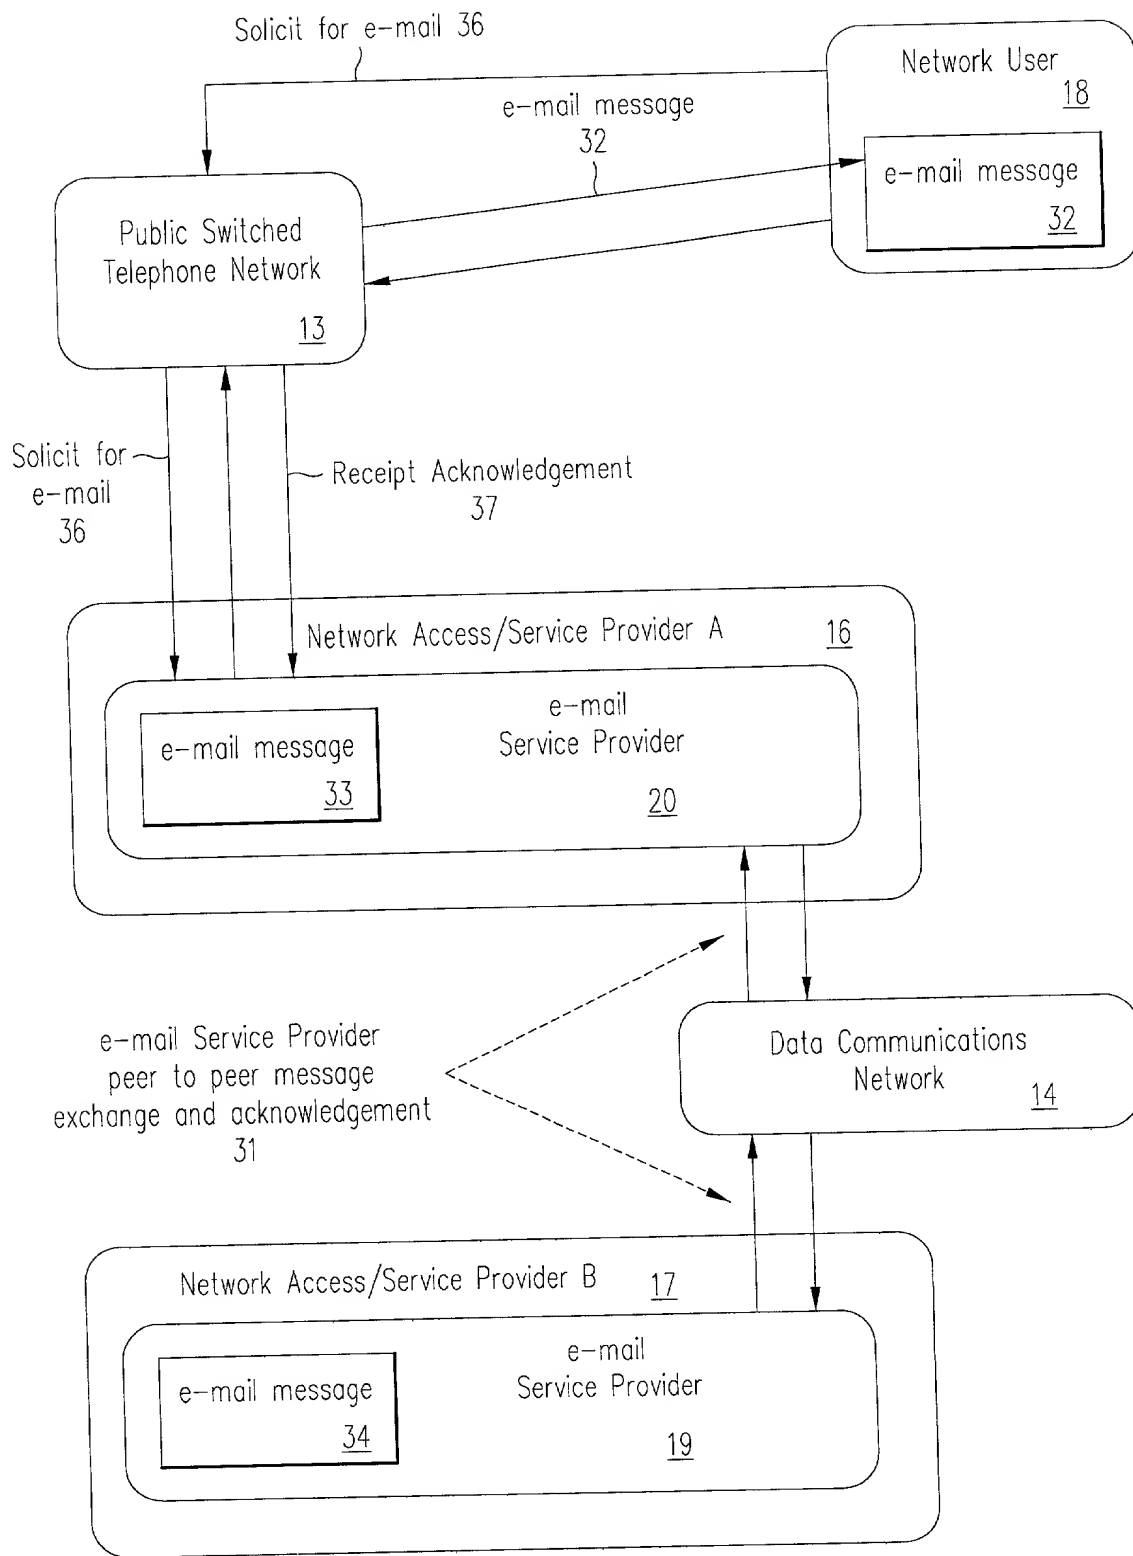 Solicit for e-mail 36
Network User
18
e-mail message
32
e-mail message
32
Public Switched
Telephone Network
13
Solicit for
e-mail
36
Receipt Acknowledgement
37
Network Access/Service Provider A
16
e-mail message
33
e-mail
Service Provider
20
e-mail Service Provider
peer to peer message
exchange and acknowledgement
31
Data Communications
Network
14
Network Access/Service Provider B
17
e-mail message
34
e-mail
Service Provider
19